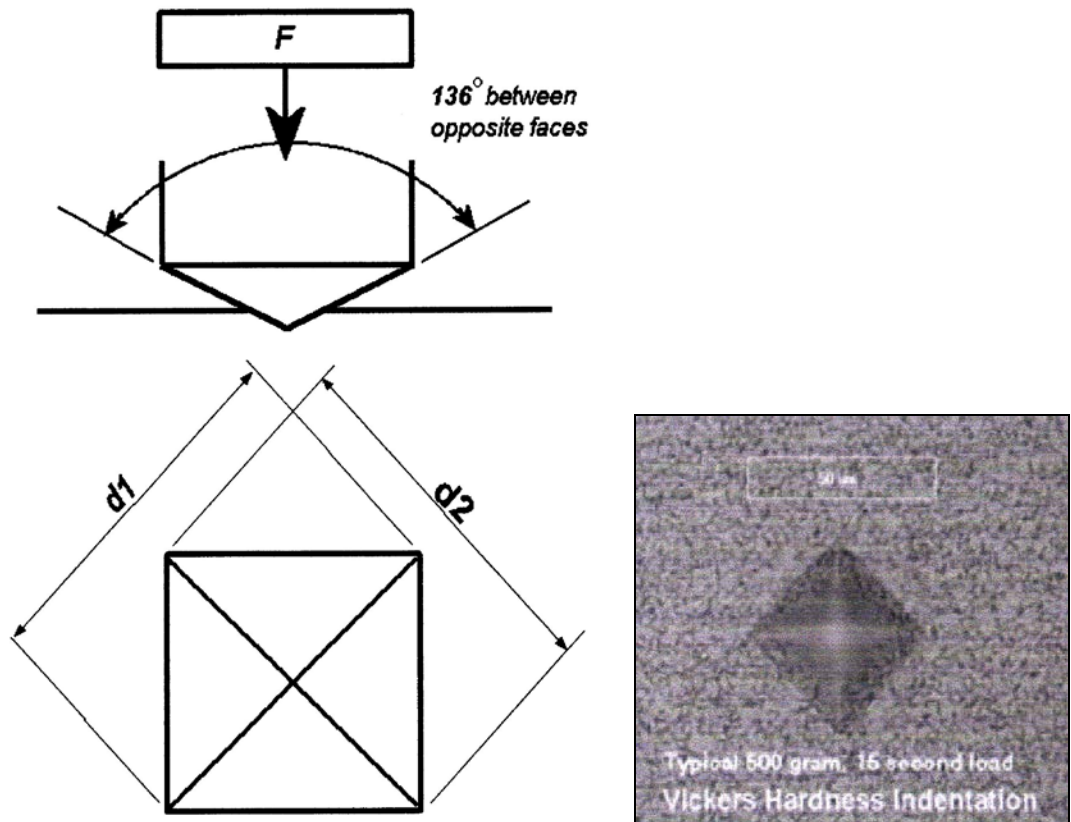 F
136° between
opposite faces
d1
d2
50 um
Typical 500 gram, 15 second load
Vickers Hardness Indentation